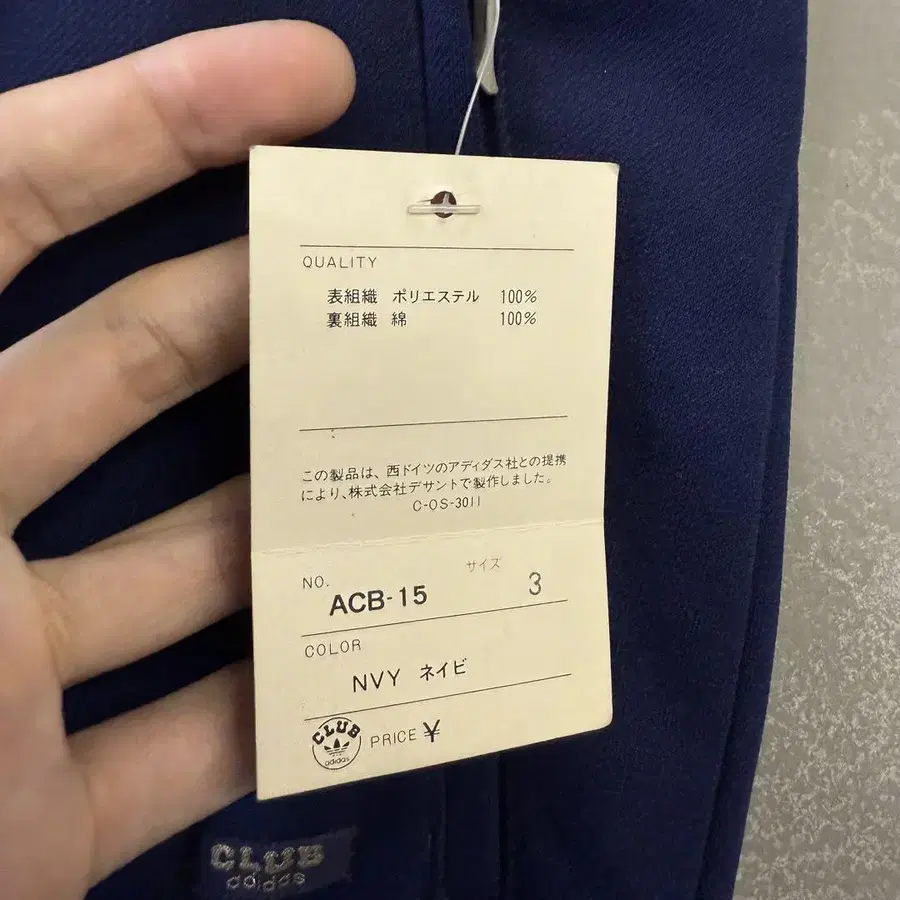 QUALITY
表組織 ポリエステル 100%
裏組織 綿 100%
この製品は、西ドイツのアディダス社との提携
により、株式会社デサントで製作しました。
C-OS-3011
NO. ACB-15 サイズ 3
COLOR
NVY ネイビ
CLUB
adidas
PRICE ¥
CLUB
adidas